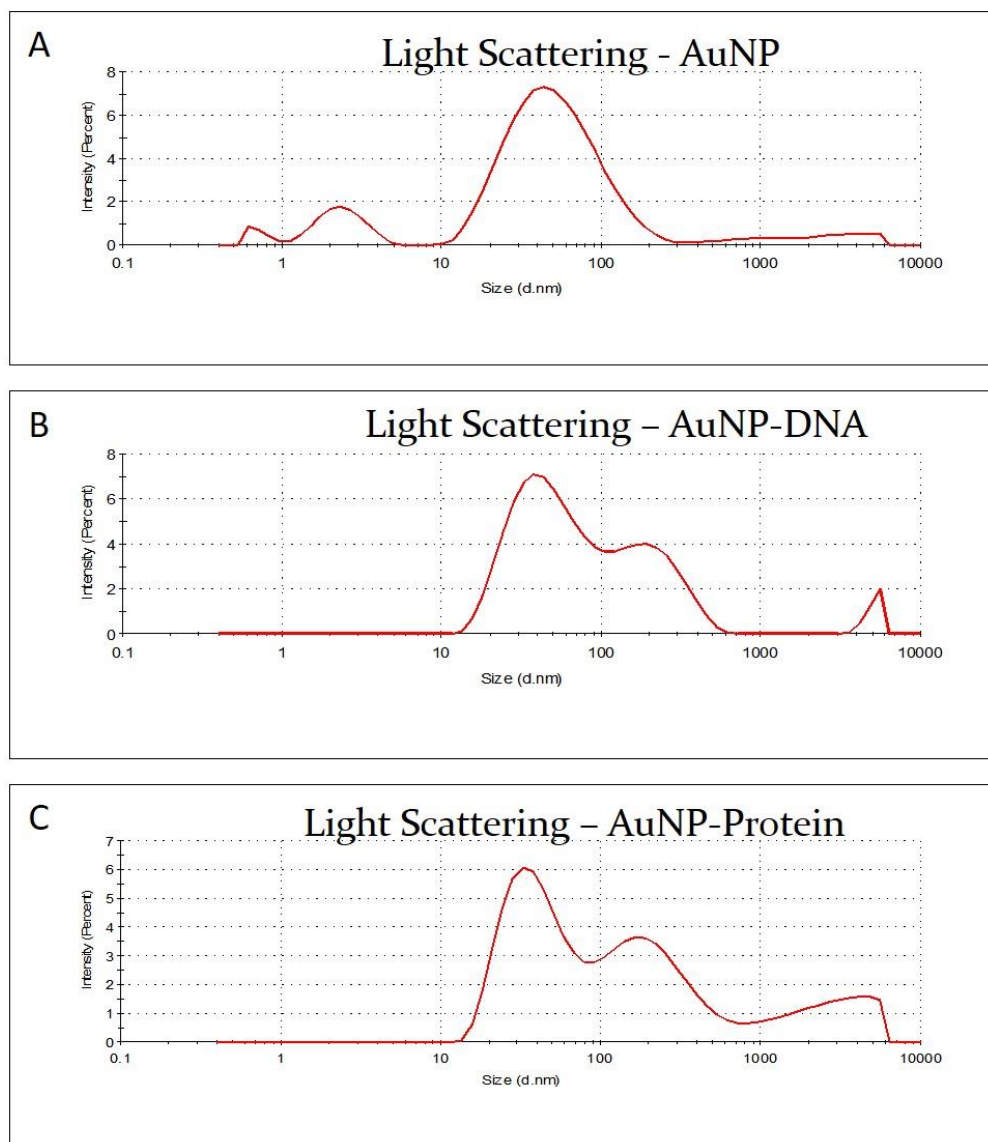 A
Light Scattering - AuNP
Intensity (Percent)
8
6
4
2
0
0.1 1 10 100 1000 10000
Size (d.nm)
B
Light Scattering – AuNP-DNA
Intensity (Percent)
8
6
4
2
0
0.1 1 10 100 1000 10000
Size (d.nm)
C
Light Scattering – AuNP-Protein
Intensity (Percent)
7
6
5
4
3
2
1
0
0.1 1 10 100 1000 10000
Size (d.nm)